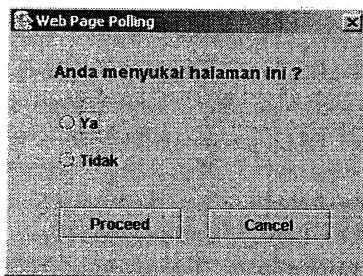 Web Page Polling
Anda menyukai halaman ini ?
Ya
Tidak
Proceed Cancel